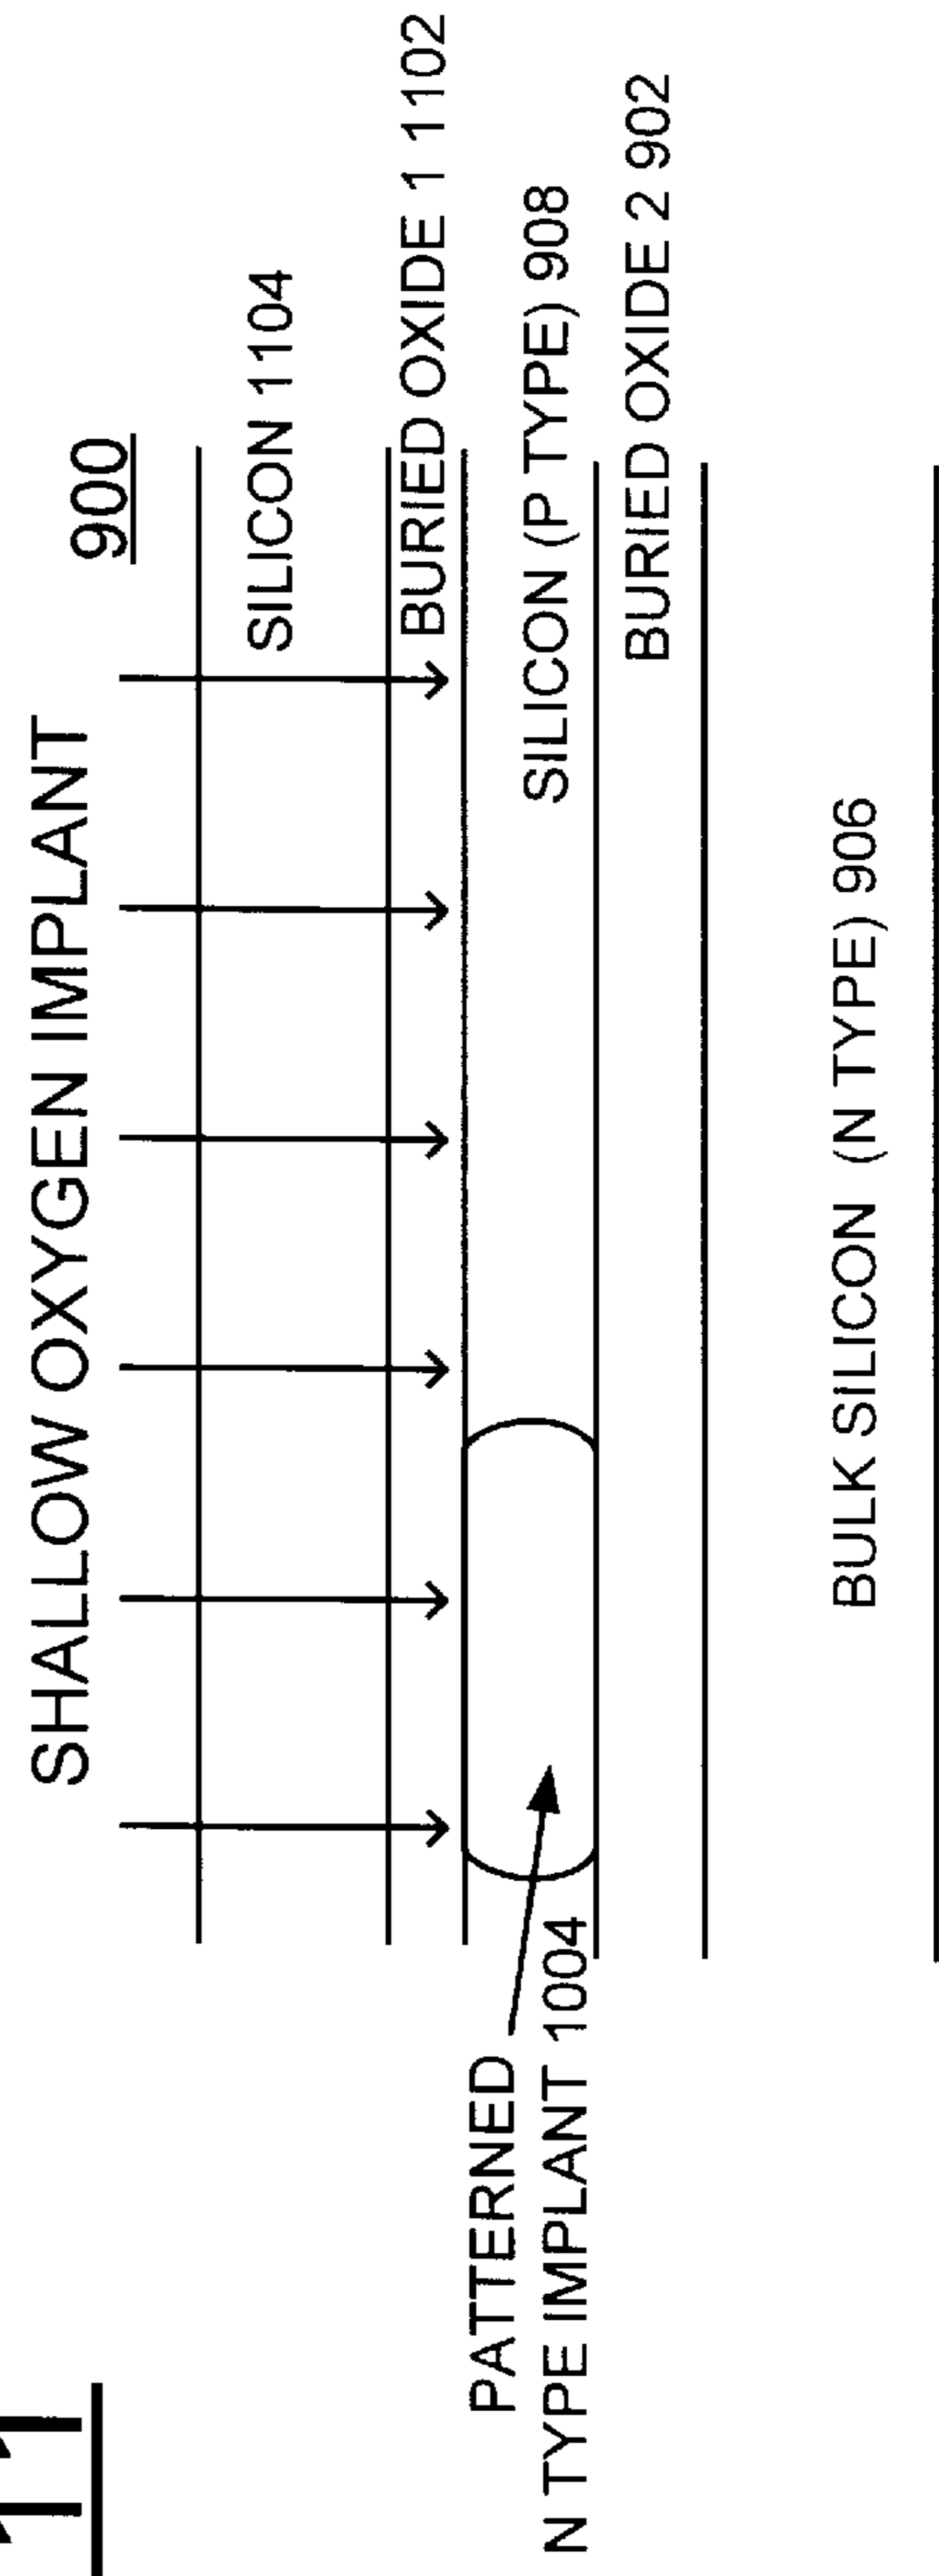 11
SHALLOW OXYGEN IMPLANT
900
SILICON 1104
BURIED OXIDE 1 1102
PATTERNED
N TYPE IMPLANT 1004
SILICON (P TYPE) 908
BURIED OXIDE 2 902
BULK SILICON (N TYPE) 906